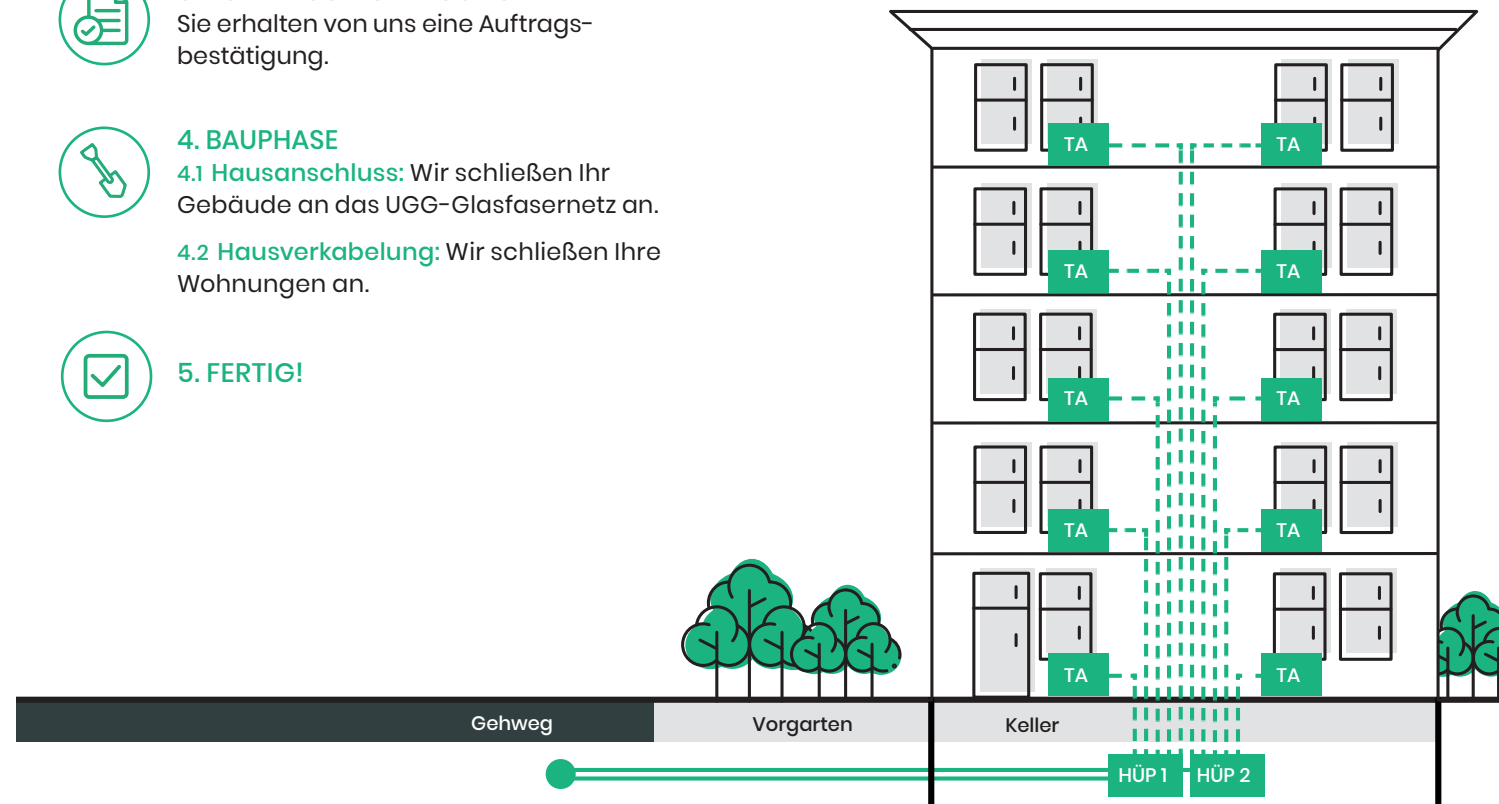 Sie erhalten von uns eine Auftrags-
bestätigung.
4. BAUPHASE
4.1 Hausanschluss: Wir schließen Ihr
Gebäude an das UGG-Glasfasernetz an.
4.2 Hausverkabelung: Wir schließen Ihre
Wohnungen an.
5. FERTIG!
TA TA
TA TA
TA TA
TA TA
TA TA
Gehweg Vorgarten Keller
HÜP 1 HÜP 2